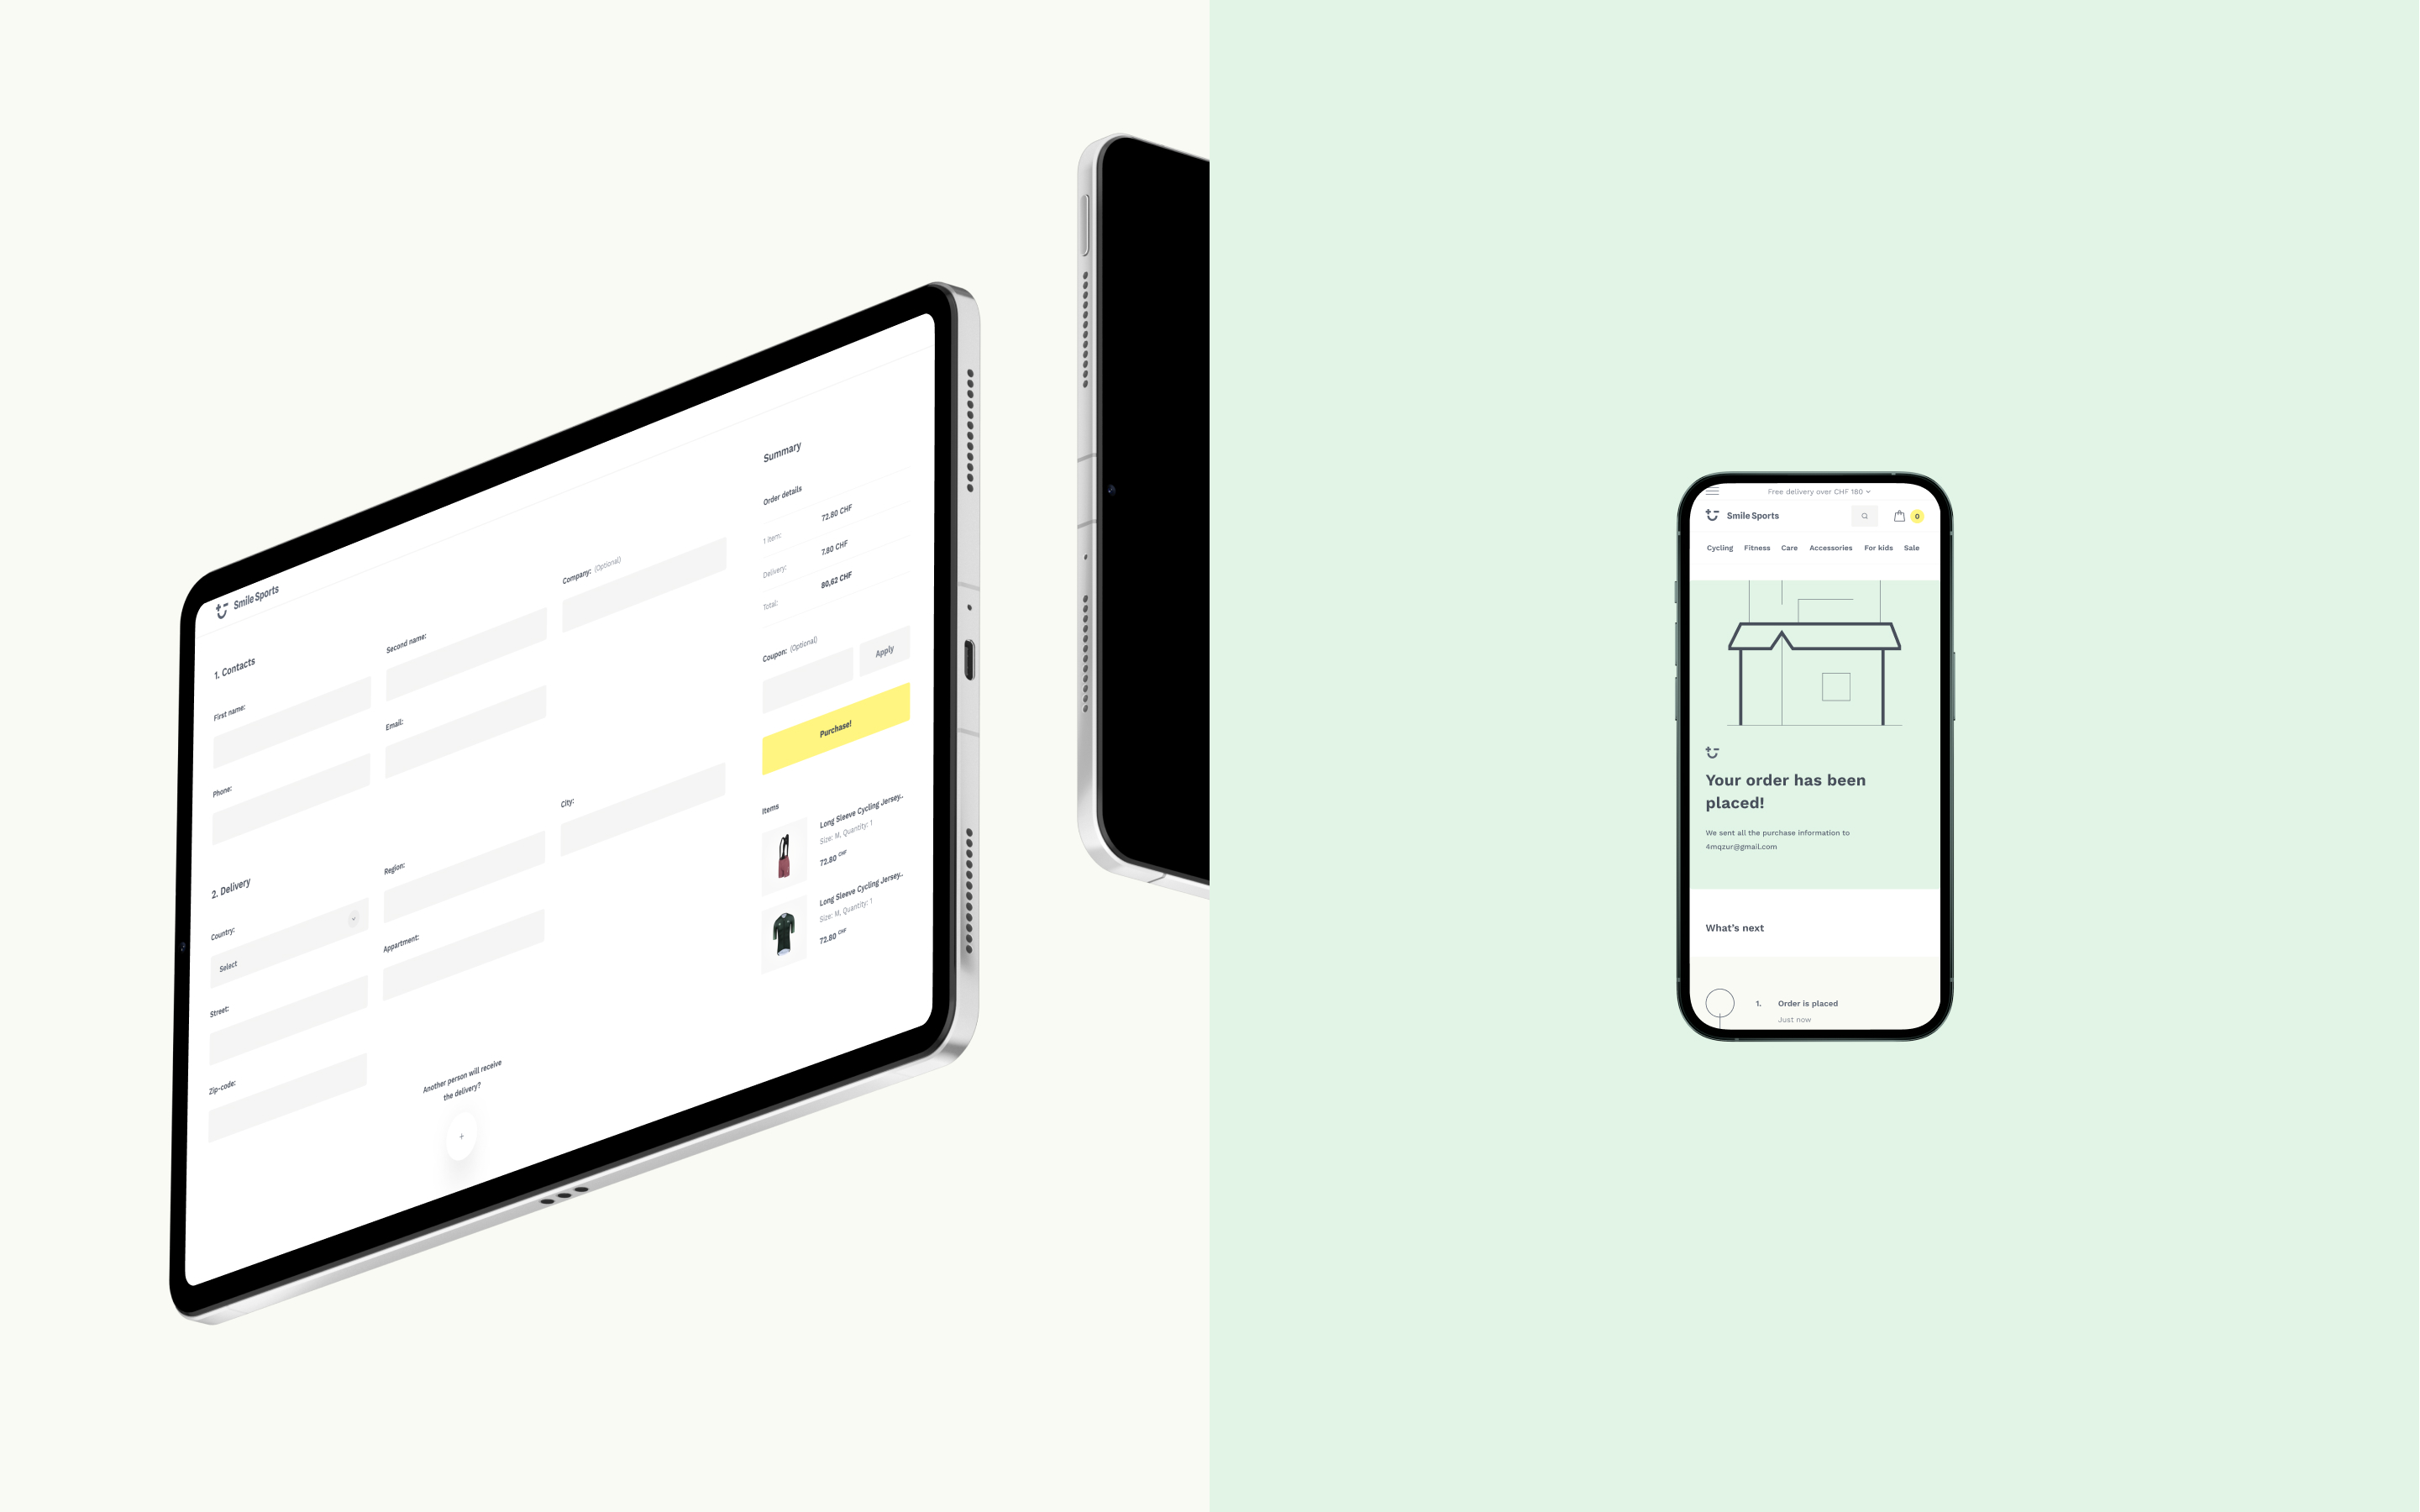 Smile Sports
1. Contacts
First name:
Second name:
Company: (Optional)
Phone:
Email:
2. Delivery
Country:
Select
Region:
City:
Street:
Appartment:
Zip-code:
Another person will receive
the delivery?
+
Summary
Order details
1 item:
72.80 CHF
Delivery:
7.80 CHF
Total:
80,62 CHF
Coupon: (Optional)
Apply
Purchase!
Items
Long Sleeve Cycling Jersey..
Size: M, Quantity: 1
72.80 CHF
Long Sleeve Cycling Jersey..
Size: M, Quantity: 1
72.80 CHF
Free delivery over CHF 180
Smile Sports
0
Cycling Fitness Care Accessories For kids Sale
Your order has been
placed!
We sent all the purchase information to
4mqzur@gmail.com
What's next
1. Order is placed
Just now